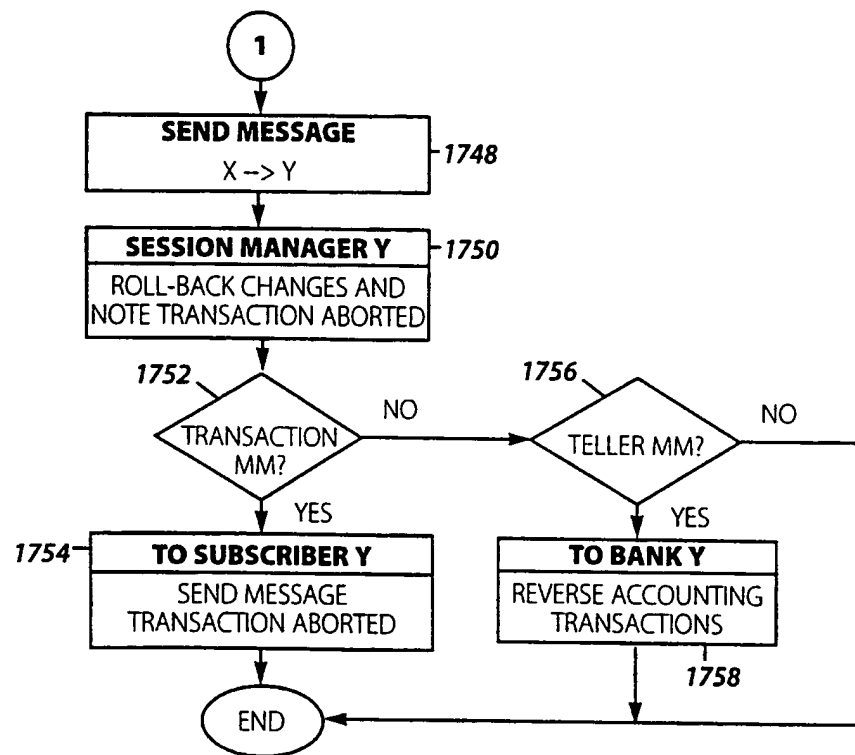 1
SEND MESSAGE
X --> Y
1748
SESSION MANAGER Y
1750
ROLL-BACK CHANGES AND
NOTE TRANSACTION ABORTED
1752
TRANSACTION
MM?
NO
YES
1756
TELLER MM?
NO
YES
1754
TO SUBSCRIBER Y
SEND MESSAGE
TRANSACTION ABORTED
TO BANK Y
REVERSE ACCOUNTING
TRANSACTIONS
1758
END